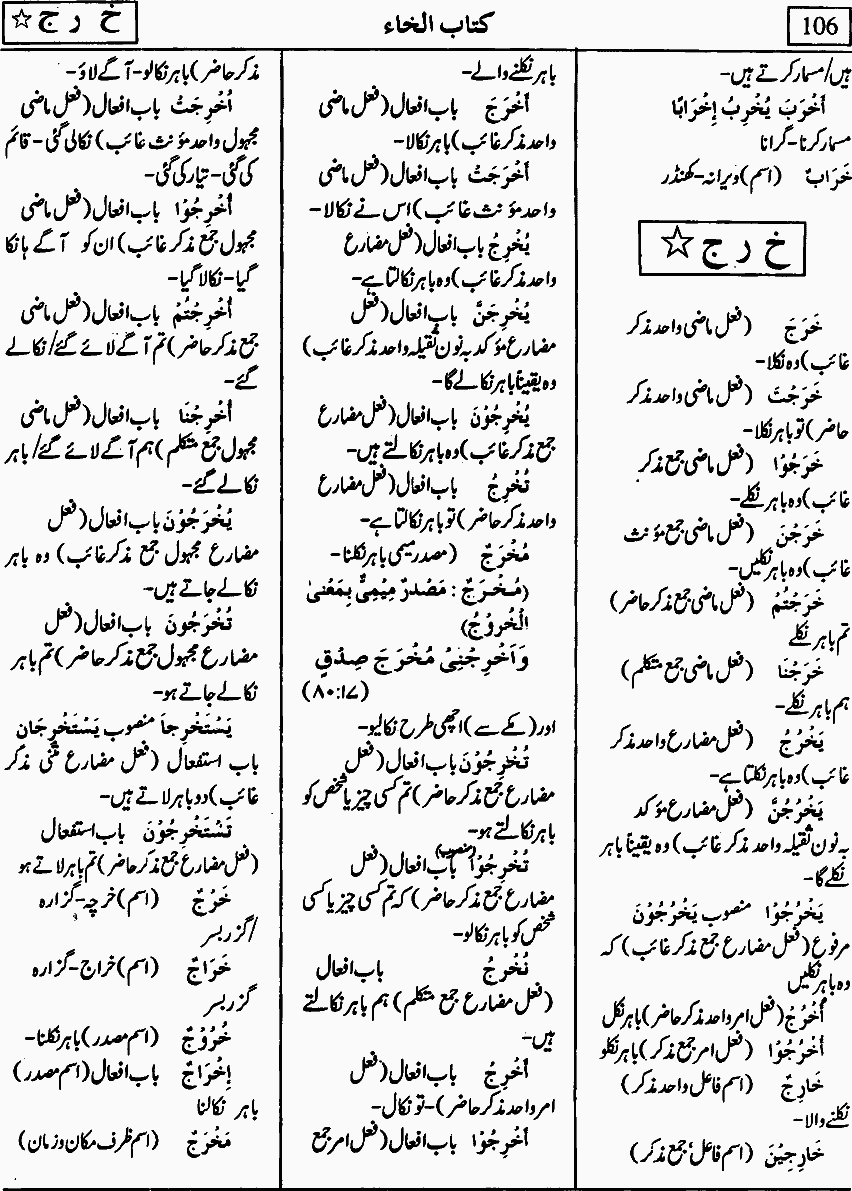 106
کتاب الخاء
خ ر ج ☆
ہیں/مسمار کرتے ہیں-
أَخْرَبَ يُخْرِبُ إِخْرَابًا
مسمار کرنا-گرانا
خَرَابٌ (اسم) ویرانہ-کھنڈر
خ ر ج ☆
خَرَجَ (فعل ماضی واحد مذکر
غائب) وہ نکلا-
خَرَجْتَ (فعل ماضی واحد مذکر
حاضر) تو باہر نکلا-
خَرَجُوْا (فعل ماضی جمع مذکر
غائب) وہ باہر نکلے-
خَرَجْنَ (فعل ماضی جمع مؤنث
غائب) وہ باہر نکلیں-
خَرَجْتُمْ (فعل ماضی جمع مذکر حاضر)
تم باہر نکلے
خَرَجْنَا (فعل ماضی جمع متکلم)
ہم باہر نکلے-
يَخْرُجُ (فعل مضارع واحد مذکر
غائب) وہ باہر نکلتا ہے-
يَخْرُجَنَّ (فعل مضارع مؤکد
بہ نون ثقیلہ واحد مذکر غائب) وہ یقیناً باہر
نکلے گا-
يَخْرُجُوْا منصوب يَخْرُجُوْنَ
مرفوع (فعل مضارع جمع مذکر غائب) کہ
وہ باہر نکلیں
أُخْرُجْ (فعل امر واحد مذکر حاضر) باہر نکل
أُخْرُجُوْا (فعل امر جمع مذکر) باہر نکلو
خَارِجٌ (اسم فاعل واحد مذکر)
نکلنے والا-
خَارِجِيْنَ (اسم فاعل جمع مذکر)
باہر نکلنے والے-
أَخْرَجَ باب افعال (فعل ماضی
واحد مذکر غائب) باہر نکالا-
أَخْرَجَتْ باب افعال (فعل ماضی
واحد مؤنث غائب) اس نے نکالا-
يُخْرِجُ باب افعال (فعل مضارع
واحد مذکر غائب) وہ باہر نکالتا ہے-
يُخْرِجَنَّ باب افعال (فعل
مضارع مؤکد بہ نون ثقیلہ واحد مذکر غائب)
وہ یقیناً باہر نکالے گا-
يُخْرِجُوْنَ باب افعال (فعل مضارع
جمع مذکر غائب) وہ باہر نکالتے ہیں-
تُخْرِجُ باب افعال (فعل مضارع
واحد مذکر حاضر) تو باہر نکالتا ہے-
مُخْرَجٌ (مصدر میمی باہر نکلنا-
(مُخْرَجٌ : مَصْدَرٌ مِيْمِيٌّ بِمَعْنىٰ
الْخُرُوْجُ)
وَاَخْرِجْنِيْ مُخْرَجَ صِدْقٍ
(۸۰:۱۷)
اور (مکے سے) اچھی طرح نکالیو-
تُخْرِجُوْنَ باب افعال (فعل
مضارع جمع مذکر حاضر) تم کسی چیز یا شخص کو
باہر نکالتے ہو-
تُخْرِجُوْا (منصوب) باب افعال (فعل
مضارع جمع مذکر حاضر) کہ تم کسی چیز یا کسی
شخص کو باہر نکالو-
نُخْرِجُ باب افعال
(فعل مضارع جمع متکلم) ہم باہر نکالتے
ہیں-
أَخْرِجْ باب افعال (فعل
امر واحد مذکر حاضر)- تو نکال-
أَخْرِجُوْا باب افعال (فعل امر جمع
مذکر حاضر) باہر نکالو- آگے لاؤ-
أُخْرِجَتْ باب افعال (فعل ماضی
مجہول واحد مؤنث غائب) نکالی گئی- قائم
کی گئی- تیار کی گئی-
أُخْرِجُوْا باب افعال (فعل ماضی
مجہول جمع مذکر غائب) ان کو آگے ہانکا
گیا- نکالا گیا-
أُخْرِجْتُمْ باب افعال (فعل ماضی
جمع مذکر حاضر) تم آگے لائے گئے/نکالے
گئے-
أُخْرِجْنَا باب افعال (فعل ماضی
مجہول جمع متکلم) ہم آگے لائے گئے/باہر
نکالے گئے-
يُخْرَجُوْنَ باب افعال (فعل
مضارع مجہول جمع مذکر غائب) وہ باہر
نکالے جاتے ہیں-
تُخْرَجُونَ باب افعال (فعل
مضارع مجہول جمع مذکر حاضر) تم باہر
نکالے جاتے ہو-
يَسْتَخْرِجَا منصوب يَسْتَخْرِجَانِ
باب استفعال (فعل مضارع مثنی مذکر
غائب) دو باہر لاتے ہیں-
تَسْتَخْرِجُوْنَ باب استفعال
(فعل مضارع جمع مذکر حاضر) تم باہر لاتے ہو
خَرْجٌ (اسم) خرچہ-گزارہ
/گزر بسر
خَرَاجٌ (اسم) خراج-گزارہ
گزر بسر
خُرُوْجٌ (اسم مصدر) باہر نکلنا-
إِخْرَاجٌ باب افعال (اسم مصدر)
باہر نکالنا
مَخْرَجٌ (اسم ظرف مکان وزمان)